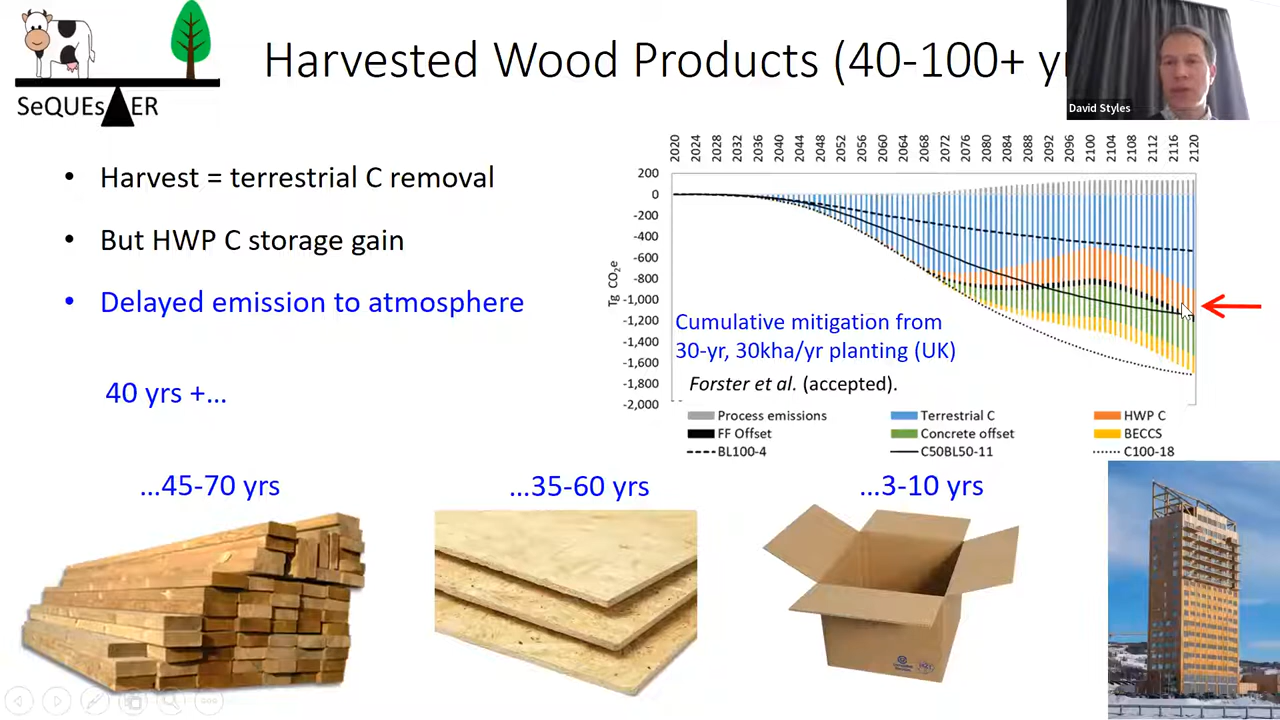 SeQUEsER
Harvested Wood Products (40-100+ yr
David Styles
• Harvest = terrestrial C removal
• But HWP C storage gain
• Delayed emission to atmosphere
40 yrs +...
2020 2024 2028 2032 2036 2040 2044 2048 2052 2056 2060 2064 2068 2072 2076 2080 2084 2088 2092 2096 2100 2104 2108 2112 2116 2120
200
0
-200
-400
-600
-800
-1,000
-1,200
-1,400
-1,600
-1,800
-2,000
Tg CO₂e
Cumulative mitigation from
30-yr, 30kha/yr planting (UK)
Forster et al. (accepted).
Process emissions Terrestrial C HWP C
FF Offset Concrete offset BECCS
BL100-4 C50BL50-11 C100-18
...45-70 yrs
...35-60 yrs
...3-10 yrs